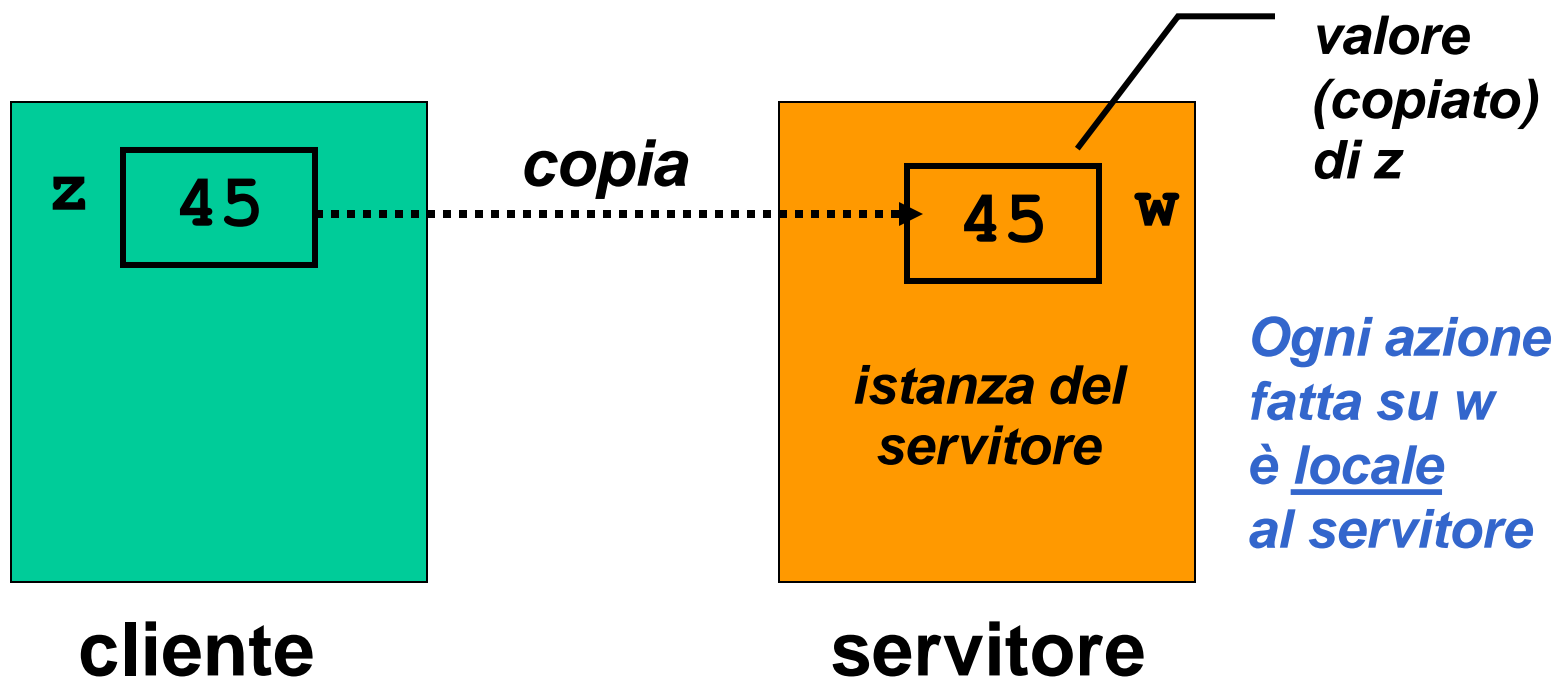 valore
(copiato)
di z
z 45
copia
45 w
istanza del
servitore
Ogni azione
fatta su w
è locale
al servitore
cliente
servitore